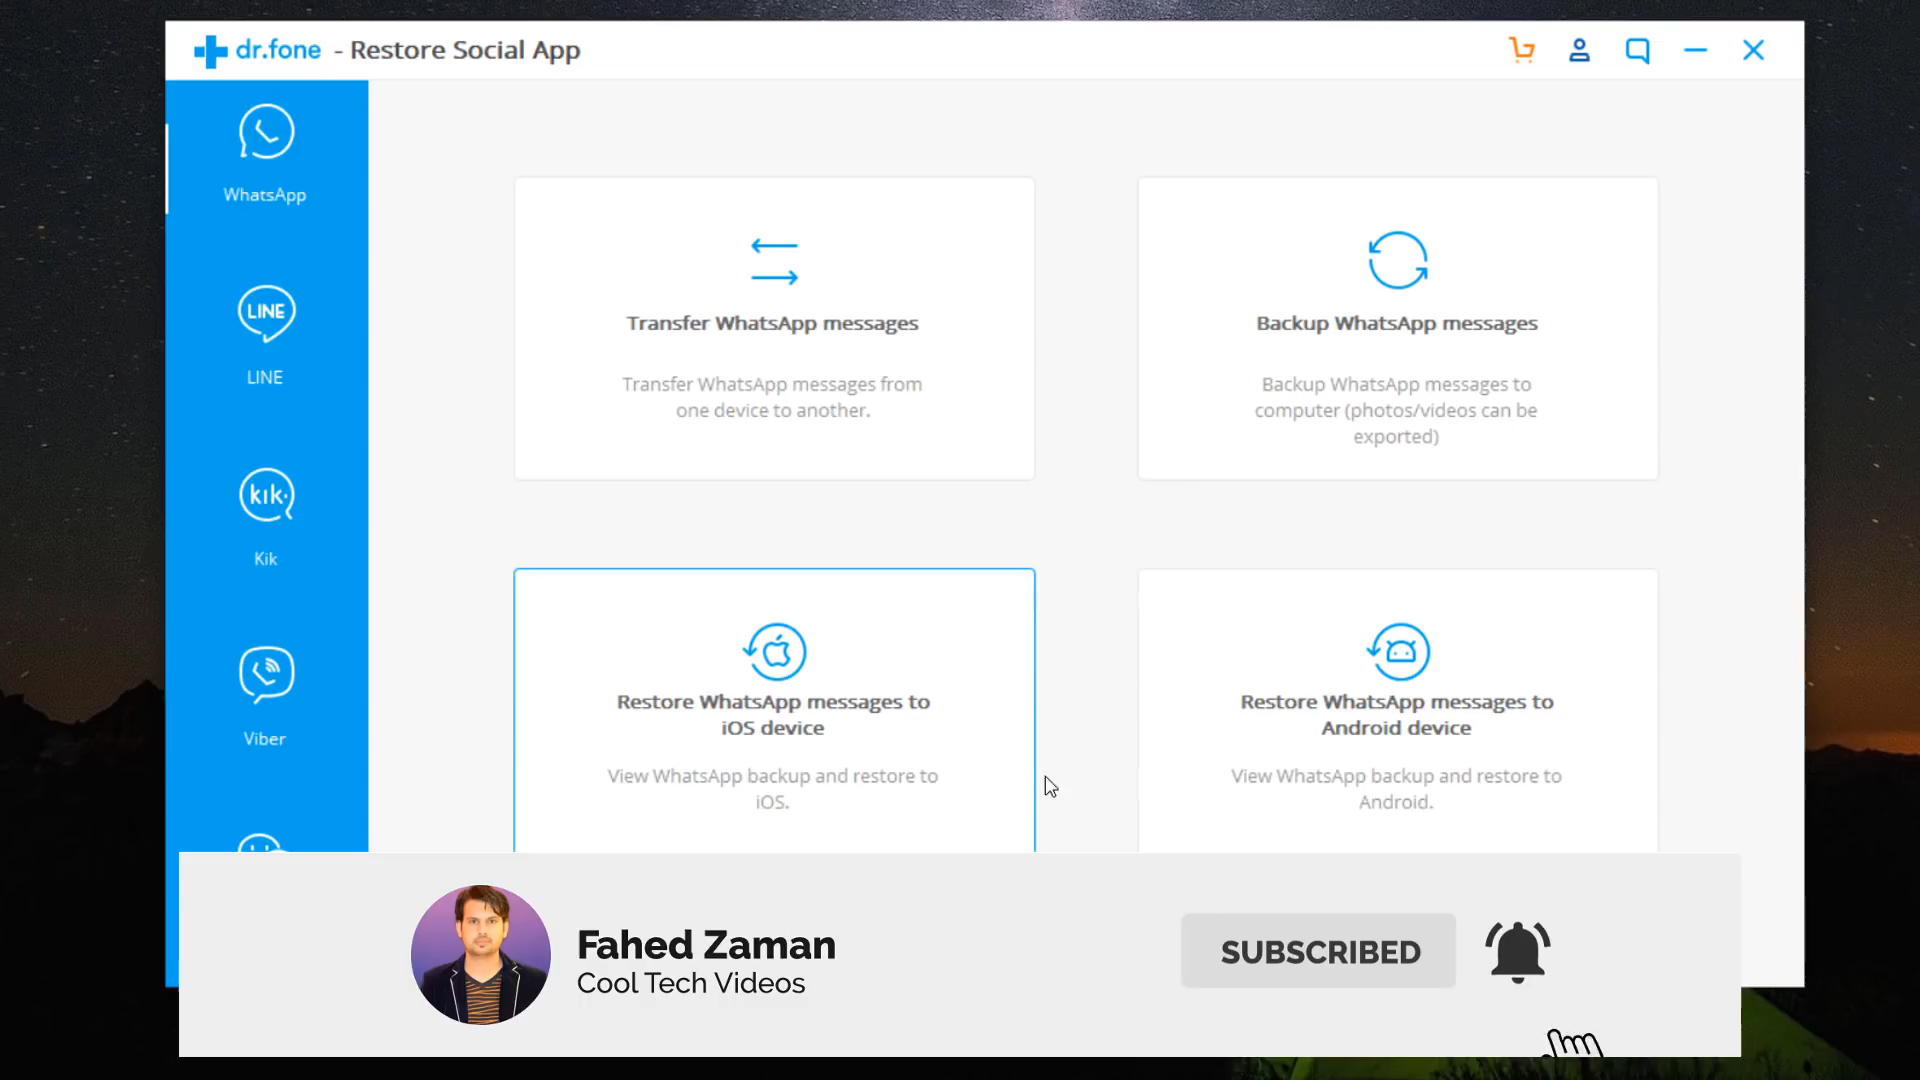 dr.fone - Restore Social App
WhatsApp
LINE
LINE
kik
Kik
Viber
Transfer WhatsApp messages
Transfer WhatsApp messages from
one device to another.
Backup WhatsApp messages
Backup WhatsApp messages to
computer (photos/videos can be
exported)
Restore WhatsApp messages to
iOS device
View WhatsApp backup and restore to
iOS.
Restore WhatsApp messages to
Android device
View WhatsApp backup and restore to
Android.
Fahed Zaman
Cool Tech Videos
SUBSCRIBED